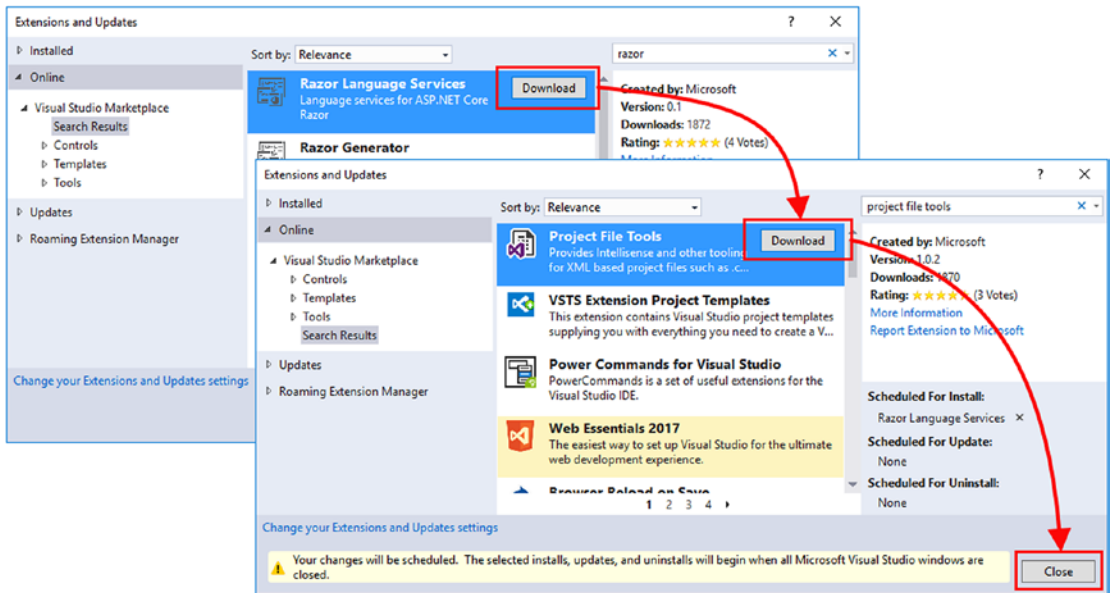 Extensions and Updates
?
Installed
Online
Visual Studio Marketplace
Search Results
Controls
Templates
Tools
Updates
Roaming Extension Manager
Change your Extensions and Updates settings
Sort by: Relevance
Razor Language Services
Language services for ASP.NET Core
Razor
Download
Razor Generator
razor
Created by: Microsoft
Version: 0.1
Downloads: 1872
Rating: (4 Votes)
More Information
Extensions and Updates
?
Installed
Online
Visual Studio Marketplace
Controls
Templates
Tools
Search Results
Updates
Roaming Extension Manager
Sort by: Relevance
Project File Tools
Provides Intellisense and other tooling
for XML based project files such as .c...
Download
VSTS Extension Project Templates
This extension contains Visual Studio project templates
supplying you with everything you need to create a V...
Power Commands for Visual Studio
PowerCommands is a set of useful extensions for the
Visual Studio IDE.
Web Essentials 2017
The easiest way to set up Visual Studio for the ultimate
web development experience.
Browser Reload on Save
1 2 3 4
project file tools
Created by: Microsoft
Version: 1.0.2
Downloads: 1870
Rating: (3 Votes)
More Information
Report Extension to Microsoft
Scheduled For Install:
Razor Language Services
Scheduled For Update:
None
Scheduled For Uninstall:
None
Change your Extensions and Updates settings
Your changes will be scheduled. The selected installs, updates, and uninstalls will begin when all Microsoft Visual Studio windows are
closed.
Close